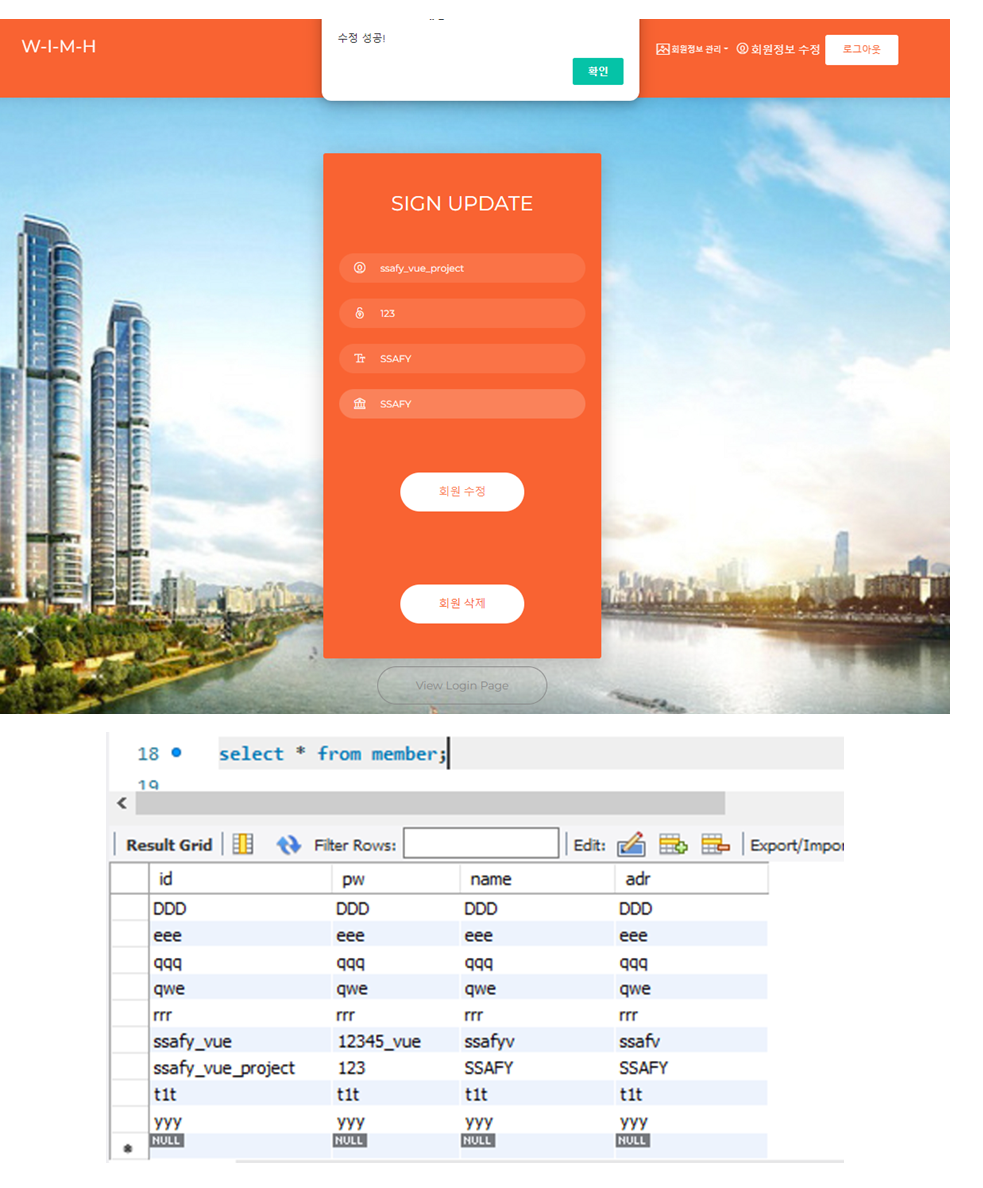 W-I-M-H
수정 성공!
확인
회원정보 관리
회원정보 수정
로그아웃
SIGN UPDATE
ssafy_vue_project
123
SSAFY
SSAFY
회원 수정
회원 삭제
View Login Page
18 select * from member;
19
Result Grid Filter Rows: Edit: Export/Impor
id pw name adr
DDD DDD DDD DDD
eee eee eee eee
qqq qqq qqq qqq
qwe qwe qwe qwe
rrr rrr rrr rrr
ssafy_vue 12345_vue ssafyv ssafv
ssafy_vue_project 123 SSAFY SSAFY
t1t t1t t1t t1t
yyy yyy yyy yyy
NULL NULL NULL NULL